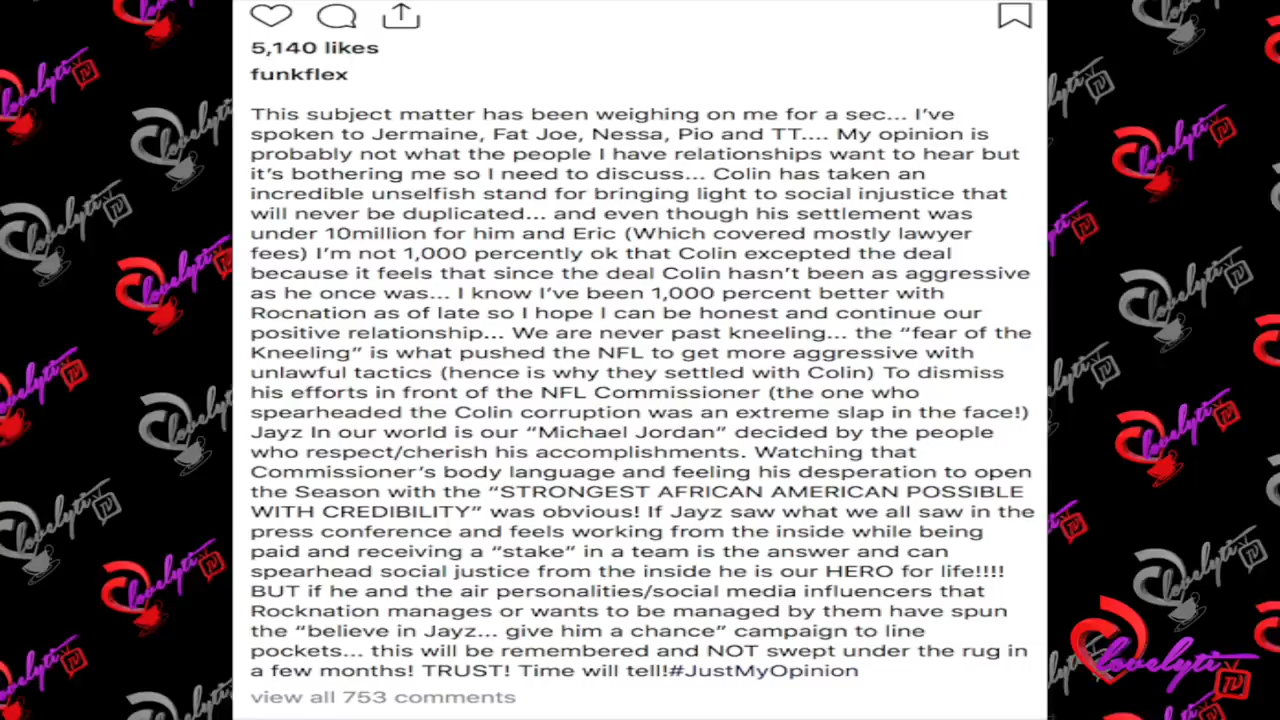 5,140 likes
funkflex
This subject matter has been weighing on me for a sec... I've
spoken to Jermaine, Fat Joe, Nessa, Pio and TT.... My opinion is
probably not what the people I have relationships want to hear but
it's bothering me so I need to discuss... Colin has taken an
incredible unselfish stand for bringing light to social injustice that
will never be duplicated... and even though his settlement was
under 10million for him and Eric (Which covered mostly lawyer
fees) I'm not 1,000 percently ok that Colin excepted the deal
because it feels that since the deal Colin hasn't been as aggressive
as he once was... I know I've been 1,000 percent better with
Rocnation as of late so I hope I can be honest and continue our
positive relationship... We are never past kneeling... the “fear of the
Kneeling” is what pushed the NFL to get more aggressive with
unlawful tactics (hence is why they settled with Colin) To dismiss
his efforts in front of the NFL Commissioner (the one who
spearheaded the Colin corruption was an extreme slap in the face!)
Jayz In our world is our “Michael Jordan” decided by the people
who respect/cherish his accomplishments. Watching that
Commissioner's body language and feeling his desperation to open
the Season with the “STRONGEST AFRICAN AMERICAN POSSIBLE
WITH CREDIBILITY” was obvious! If Jayz saw what we all saw in the
press conference and feels working from the inside while being
paid and receiving a “stake” in a team is the answer and can
spearhead social justice from the inside he is our HERO for life!!!!
BUT if he and the air personalities/social media influencers that
Rocknation manages or wants to be managed by them have spun
the “believe in Jayz... give him a chance” campaign to line
pockets... this will be remembered and NOT swept under the rug in
a few months! TRUST! Time will tell!#JustMyOpinion
view all 753 comments
lovelyti TV